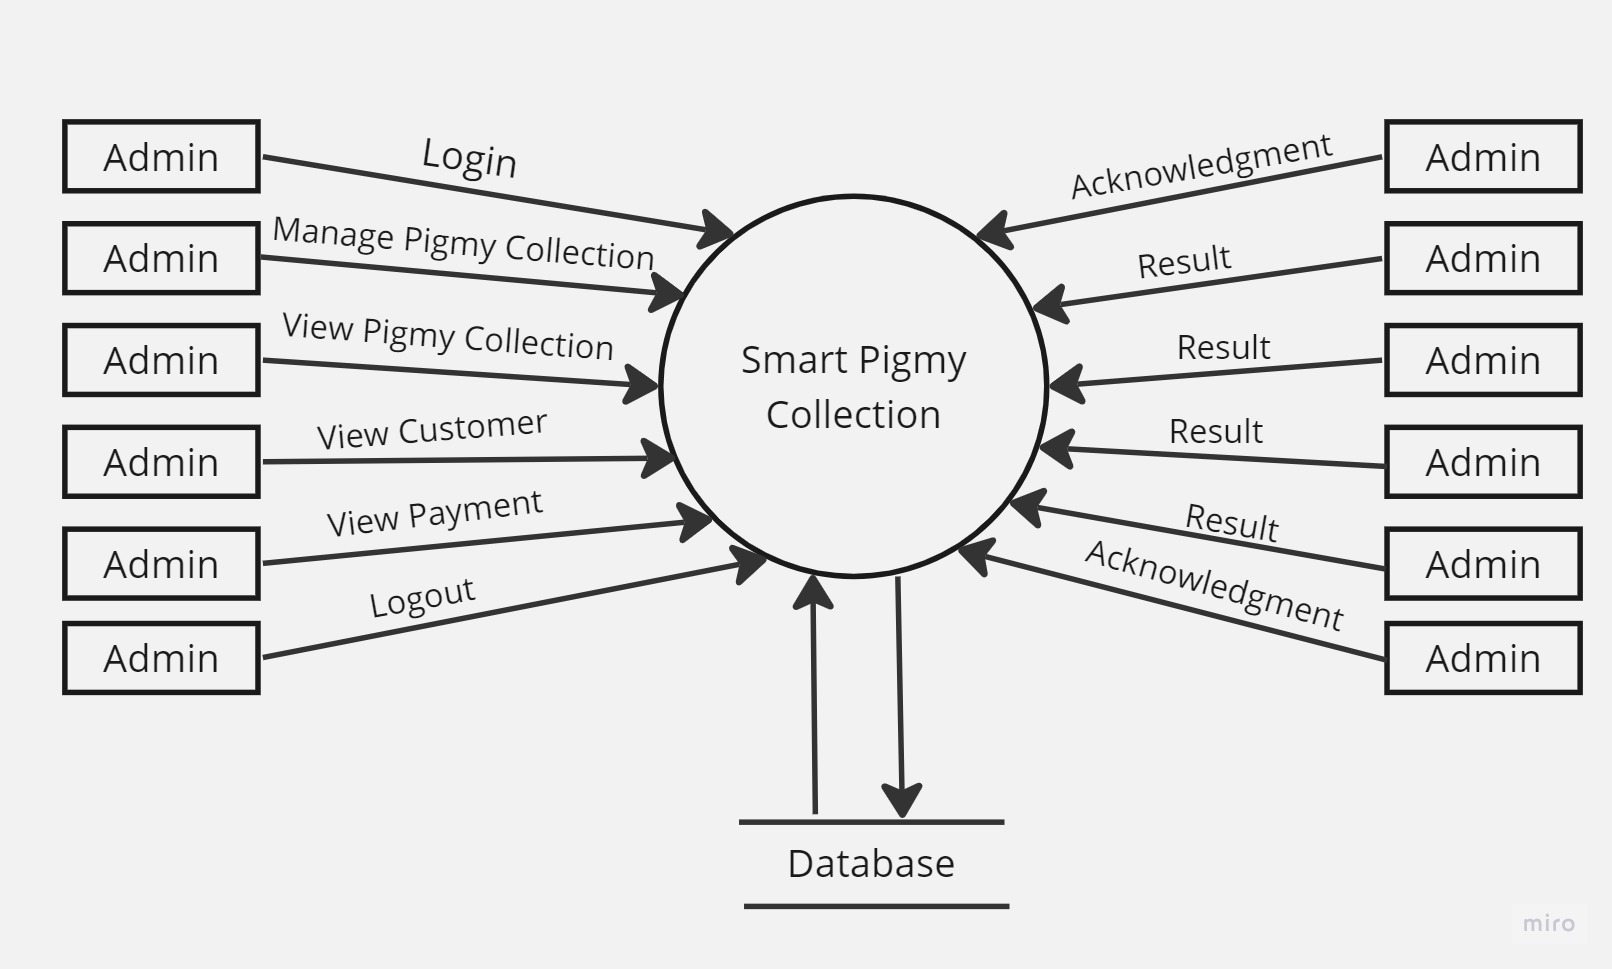 Admin
Login
Acknowledgment
Admin
Admin
Manage Pigmy Collection
Result
Admin
Admin
View Pigmy Collection
Smart Pigmy
Collection
Result
Admin
Admin
View Customer
Result
Admin
Admin
View Payment
Result
Admin
Admin
Logout
Acknowledgment
Admin
Database
miro